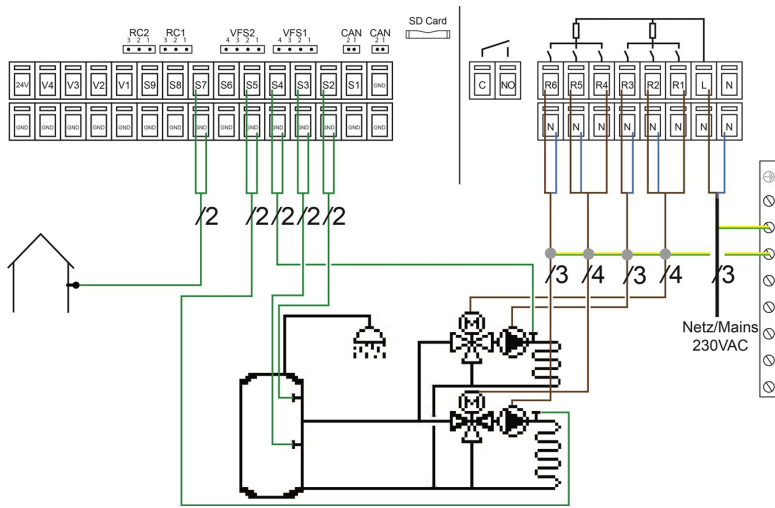 RC2 RC1 VFS2 VFS1 CAN CAN SD Card
3 2 1 3 2 1 4 3 2 1 4 3 2 1 2 1 2 1
24V V4 V3 V2 V1 S9 S8 S7 S6 S5 S4 S3 S2 S1 GND C NO R6 R5 R4 R3 R2 R1 L N
GND GND GND GND GND GND GND GND GND GND GND GND GND GND GND N N N N N N N N
2 2 2 2 2
3 4 3 4 3
Netz/Mains
230VAC
M
M